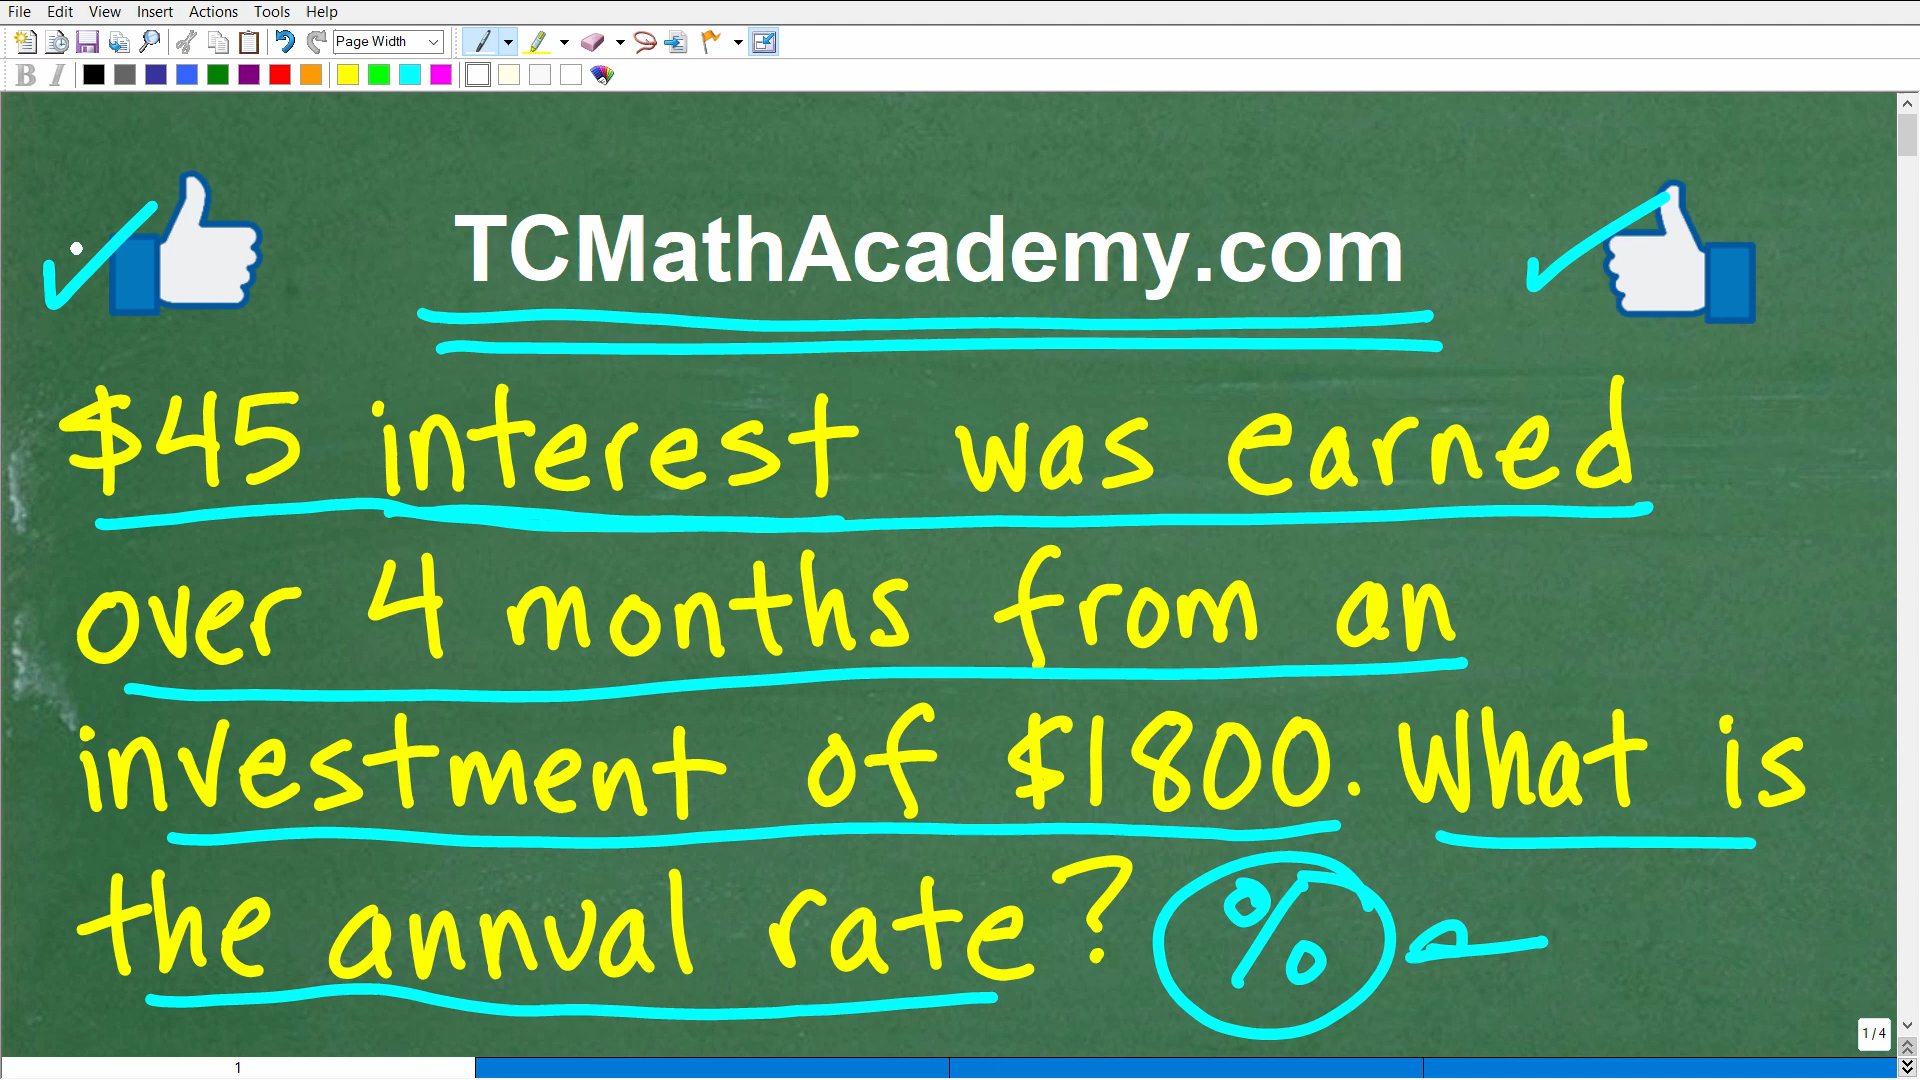 File Edit View Insert Actions Tools Help
Page Width
B I
TCMathAcademy.com
$45 interest was earned
over 4 months from an
investment of $1800. What is
the annual rate? %
1 / 4
1